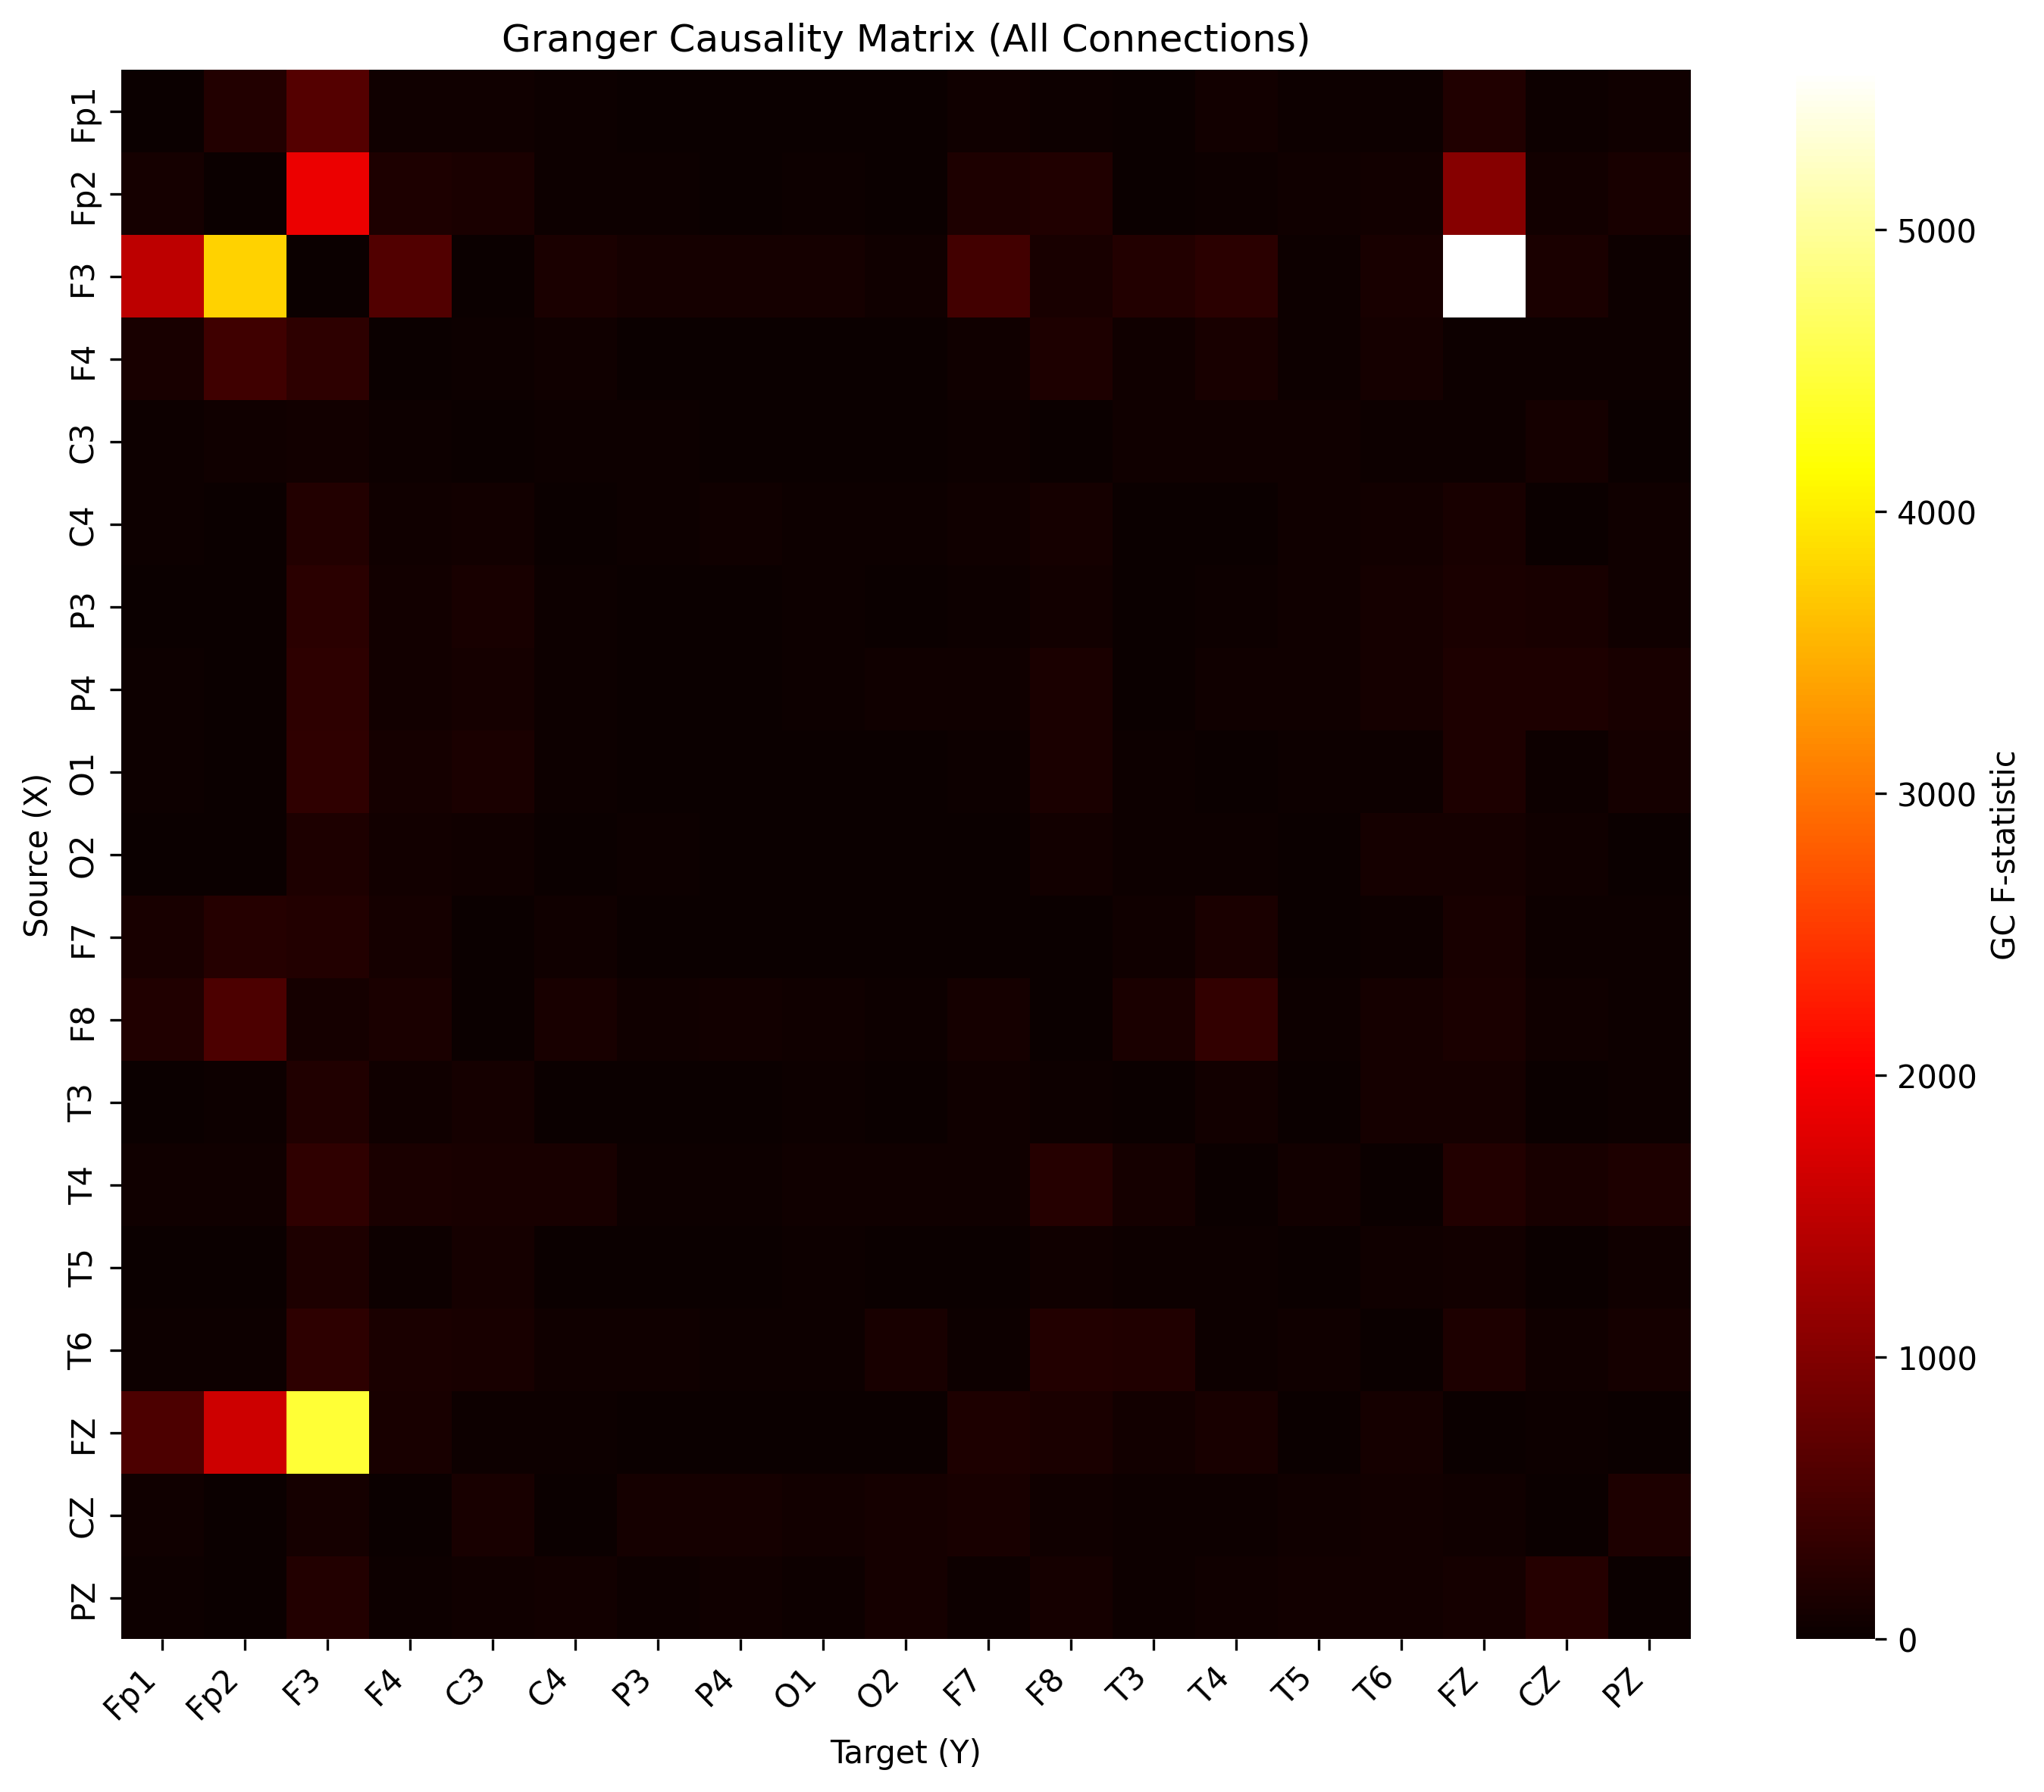 Granger Causality Matrix (All Connections)
Source (X)
Fp1
Fp2
F3
F4
C3
C4
P3
P4
O1
O2
F7
F8
T3
T4
T5
T6
FZ
CZ
PZ
Fp1 Fp2 F3 F4 C3 C4 P3 P4 O1 O2 F7 F8 T3 T4 T5 T6 FZ CZ PZ
Target (Y)
5000
4000
3000
2000
1000
0
GC F-statistic